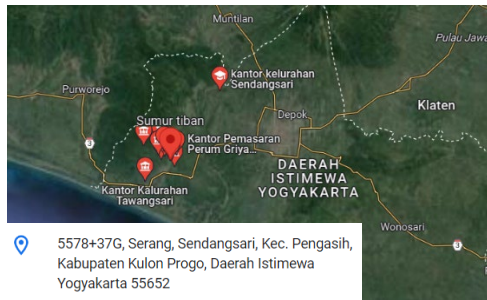 Muntilan
Pulau Jawa
kantor kelurahan
Sendangsari
Purworejo
Klaten
Depok
Sumur tiban
Kantor Pemasaran
Perum Griya...
3
DAERAH
ISTIMEWA
YOGYAKARTA
Kantor Kalurahan
Tawangsari
Wonosari
3
5578+37G, Serang, Sendangsari, Kec. Pengasih,
Kabupaten Kulon Progo, Daerah Istimewa
Yogyakarta 55652